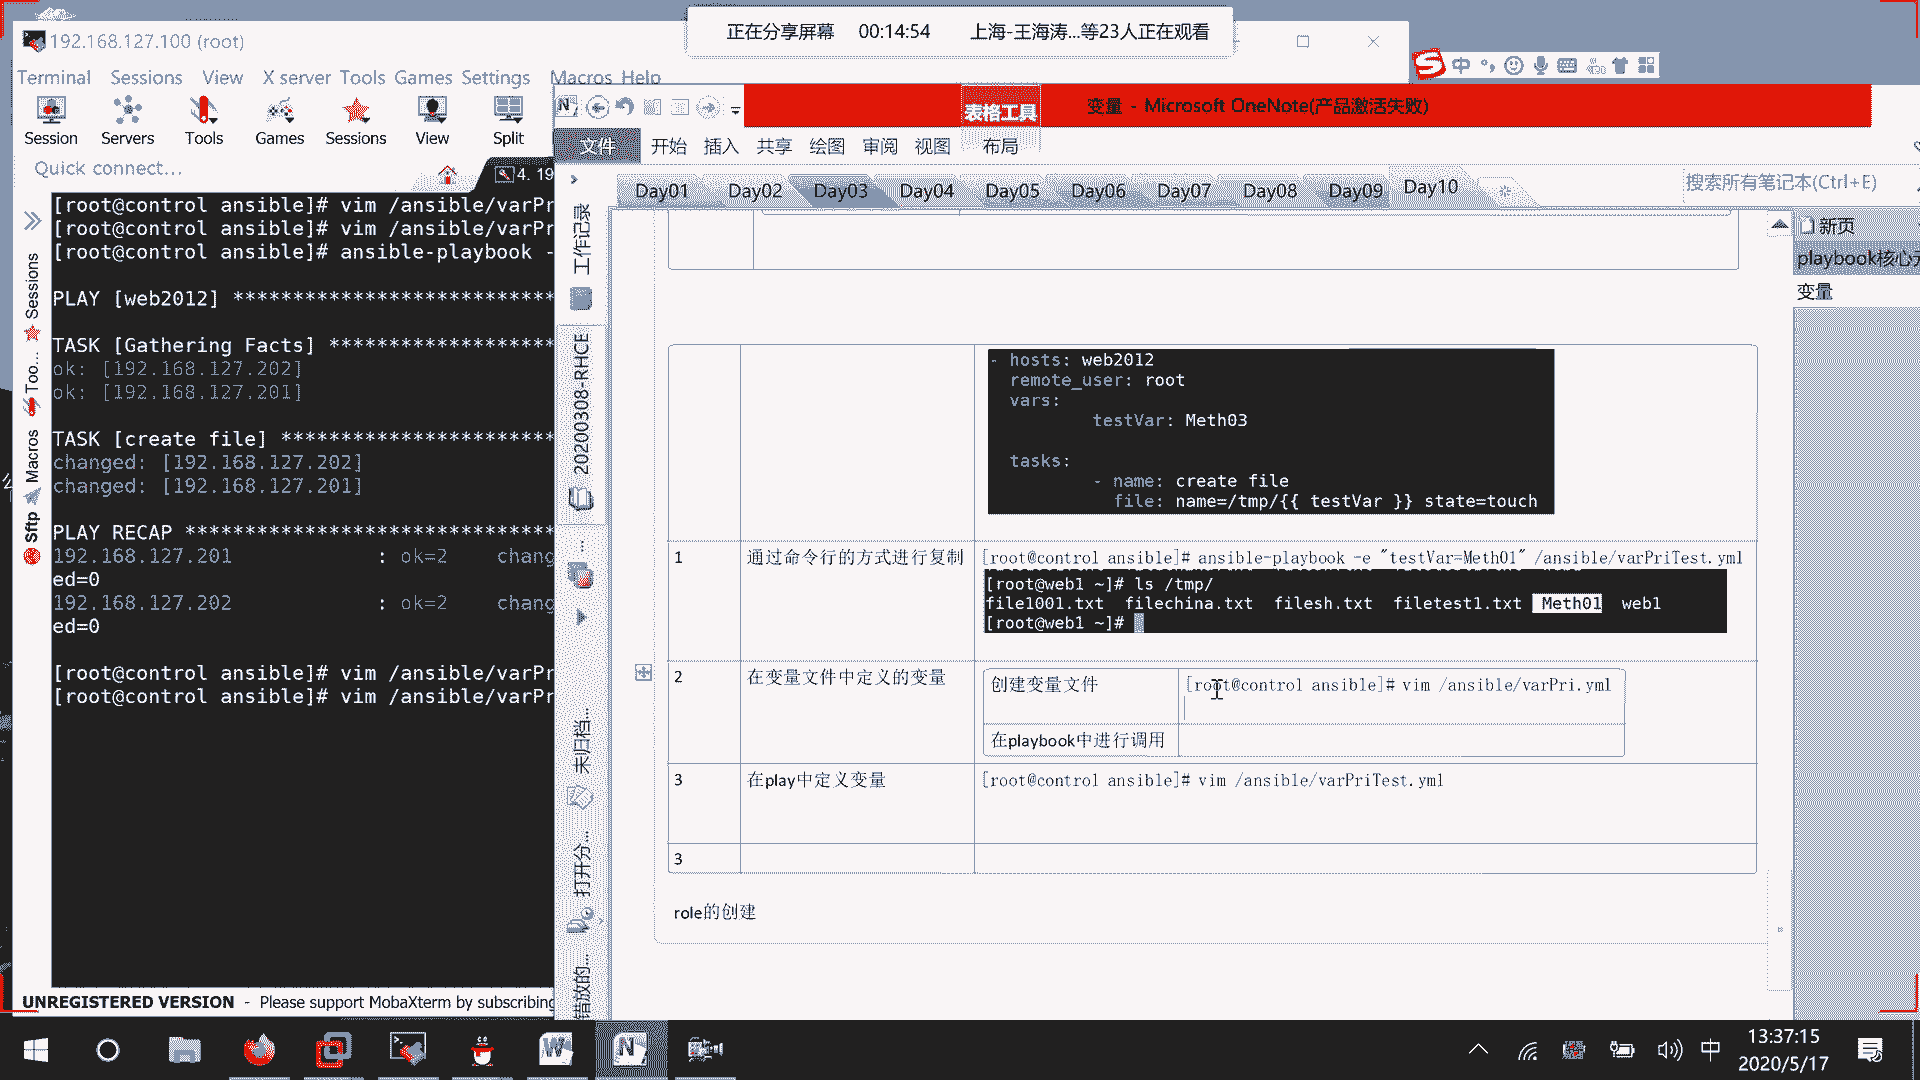 正在分享屏幕 00:14:54 上海-王海涛...等23人正在观看
192.168.127.100 (root)
Terminal Sessions View X server Tools Games Settings Macros Help
Session Servers Tools Games Sessions View Split
Quick connect...
4. 19
[root@control ansible]# vim /ansible/varPr
[root@control ansible]# vim /ansible/varPr
[root@control ansible]# ansible-playbook -
PLAY [web2012] ***************************
TASK [Gathering Facts] *******************
ok: [192.168.127.202]
ok: [192.168.127.201]
TASK [create file] ***********************
changed: [192.168.127.202]
changed: [192.168.127.201]
PLAY RECAP *******************************
192.168.127.201 : ok=2 chang
ed=0
192.168.127.202 : ok=2 chang
ed=0
[root@control ansible]# vim /ansible/varPr
[root@control ansible]# vim /ansible/varPr
Sessions
Too...
Macros
Sftp
UNREGISTERED VERSION - Please support MobaXterm by subscribing
中
表格工具
变量 - Microsoft OneNote(产品激活失败)
文件 开始 插入 共享 绘图 审阅 视图 布局
Day01 Day02 Day03 Day04 Day05 Day06 Day07 Day08 Day09 Day10
搜索所有笔记本(Ctrl+E)
工作记录
20200308-RHCE
未归档...
打开分...
错放的...
新页
playbook核心元
变量
- hosts: web2012
remote_user: root
vars:
testVar: Meth03
tasks:
- name: create file
file: name=/tmp/{{ testVar }} state=touch
1 通过命令行的方式进行复制 [root@control ansible]# ansible-playbook -e "testVar=Meth01" /ansible/varPriTest.yml
[root@web1 ~]# ls /tmp/
file1001.txt filechina.txt filesh.txt filetest1.txt Meth01 web1
[root@web1 ~]#
2 在变量文件中定义的变量 创建变量文件 [root@control ansible]# vim /ansible/varPri.yml
在playbook中进行调用
3 在play中定义变量 [root@control ansible]# vim /ansible/varPriTest.yml
3
role的创建
中 13:37:15
2020/5/17